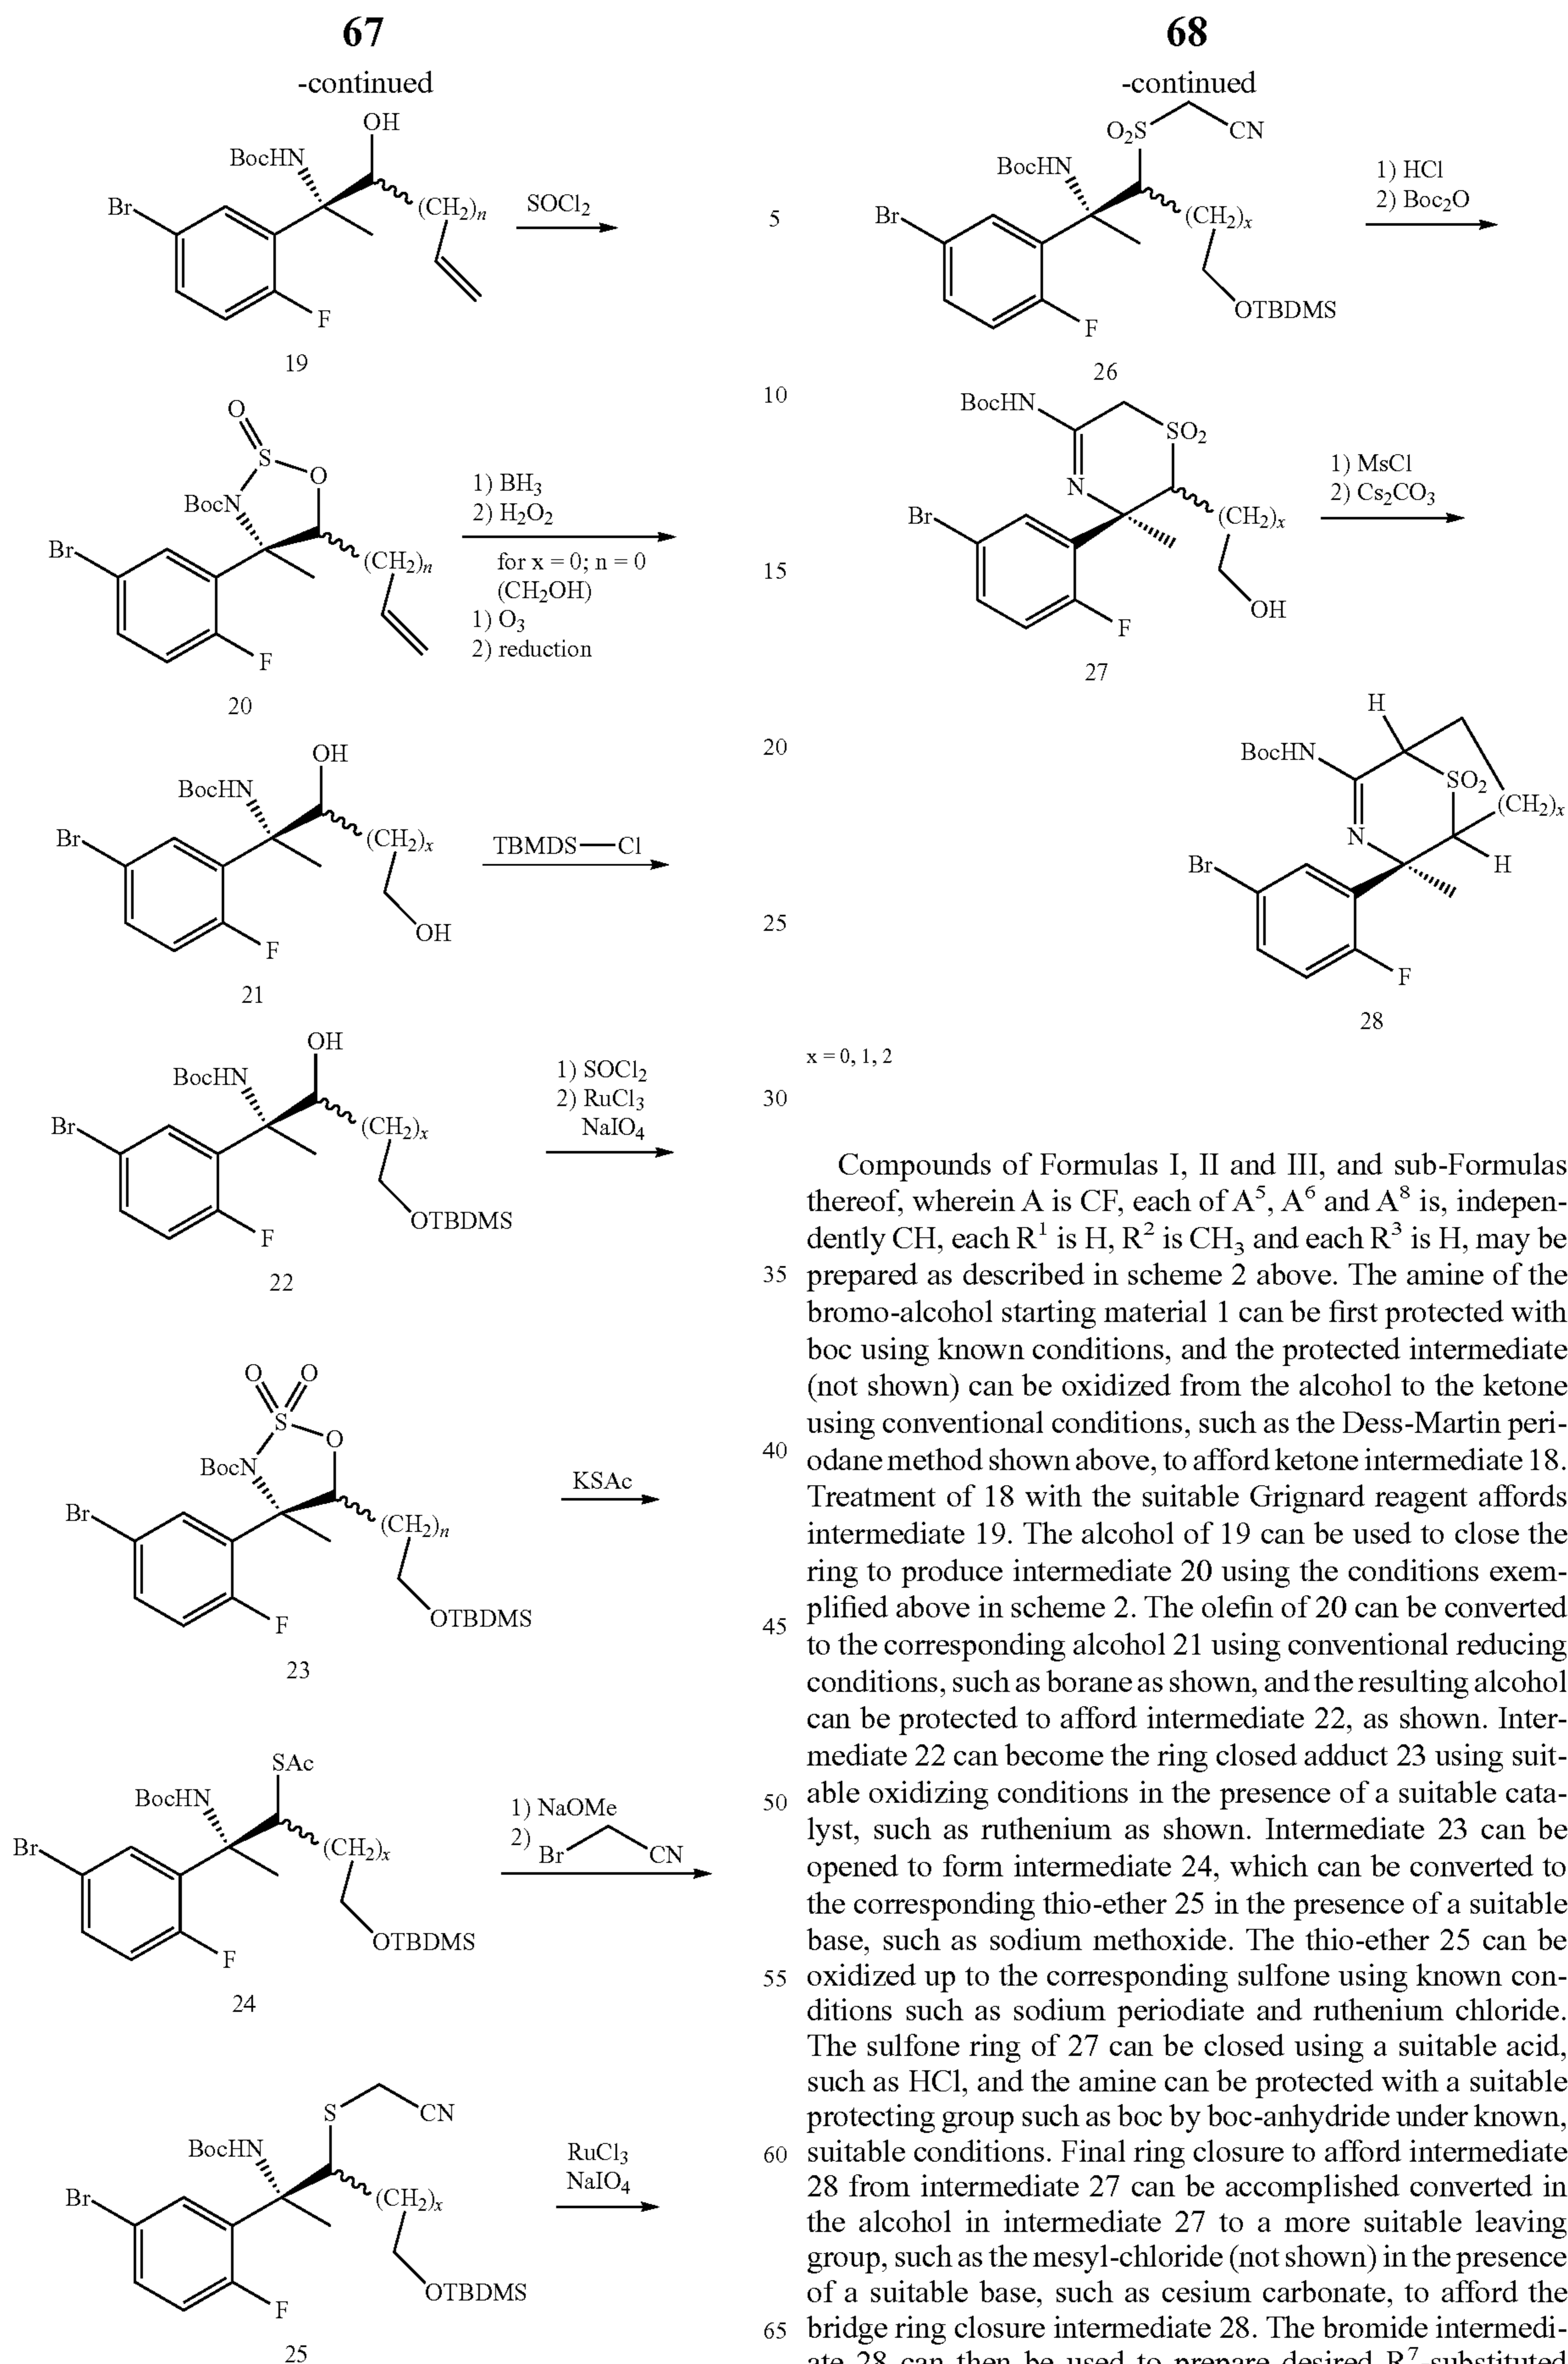 67
-continued
OH
BocHN
Br
(CH2)n
SOCl2
F
19
O
S
O
BocN
Br
(CH2)n
F
1) BH3
2) H2O2
for x = 0; n = 0
(CH2OH)
1) O3
2) reduction
20
OH
BocHN
Br
(CH2)x
TBMDS—Cl
OH
F
21
OH
BocHN
Br
(CH2)x
1) SOCl2
2) RuCl3
NaIO4
OTBDMS
F
22
O O
S
O
BocN
Br
(CH2)n
KSAc
OTBDMS
F
23
SAc
BocHN
Br
(CH2)x
1) NaOMe
2) Br CN
OTBDMS
F
24
S
CN
BocHN
Br
(CH2)x
RuCl3
NaIO4
OTBDMS
F
25
5
10
15
20
25
30
35
40
45
50
55
60
65
68
-continued
O2S
CN
BocHN
Br
(CH2)x
1) HCl
2) Boc2O
OTBDMS
F
26
BocHN
SO2
N
Br
(CH2)x
1) MsCl
2) Cs2CO3
OH
F
27
H
BocHN
SO2
(CH2)x
N
H
Br
F
28
x = 0, 1, 2
Compounds of Formulas I, II and III, and sub-Formulas
thereof, wherein A is CF, each of A5, A6 and A8 is, indepen-
dently CH, each R1 is H, R2 is CH3 and each R3 is H, may be
prepared as described in scheme 2 above. The amine of the
bromo-alcohol starting material 1 can be first protected with
boc using known conditions, and the protected intermediate
(not shown) can be oxidized from the alcohol to the ketone
using conventional conditions, such as the Dess-Martin peri-
odane method shown above, to afford ketone intermediate 18.
Treatment of 18 with the suitable Grignard reagent affords
intermediate 19. The alcohol of 19 can be used to close the
ring to produce intermediate 20 using the conditions exem-
plified above in scheme 2. The olefin of 20 can be converted
to the corresponding alcohol 21 using conventional reducing
conditions, such as borane as shown, and the resulting alcohol
can be protected to afford intermediate 22, as shown. Inter-
mediate 22 can become the ring closed adduct 23 using suit-
able oxidizing conditions in the presence of a suitable cata-
lyst, such as ruthenium as shown. Intermediate 23 can be
opened to form intermediate 24, which can be converted to
the corresponding thio-ether 25 in the presence of a suitable
base, such as sodium methoxide. The thio-ether 25 can be
oxidized up to the corresponding sulfone using known con-
ditions such as sodium periodiate and ruthenium chloride.
The sulfone ring of 27 can be closed using a suitable acid,
such as HCl, and the amine can be protected with a suitable
protecting group such as boc by boc-anhydride under known,
suitable conditions. Final ring closure to afford intermediate
28 from intermediate 27 can be accomplished converted in
the alcohol in intermediate 27 to a more suitable leaving
group, such as the mesyl-chloride (not shown) in the presence
of a suitable base, such as cesium carbonate, to afford the
bridge ring closure intermediate 28. The bromide intermedi-
ate 28 can then be used to prepare desired R7-substituted